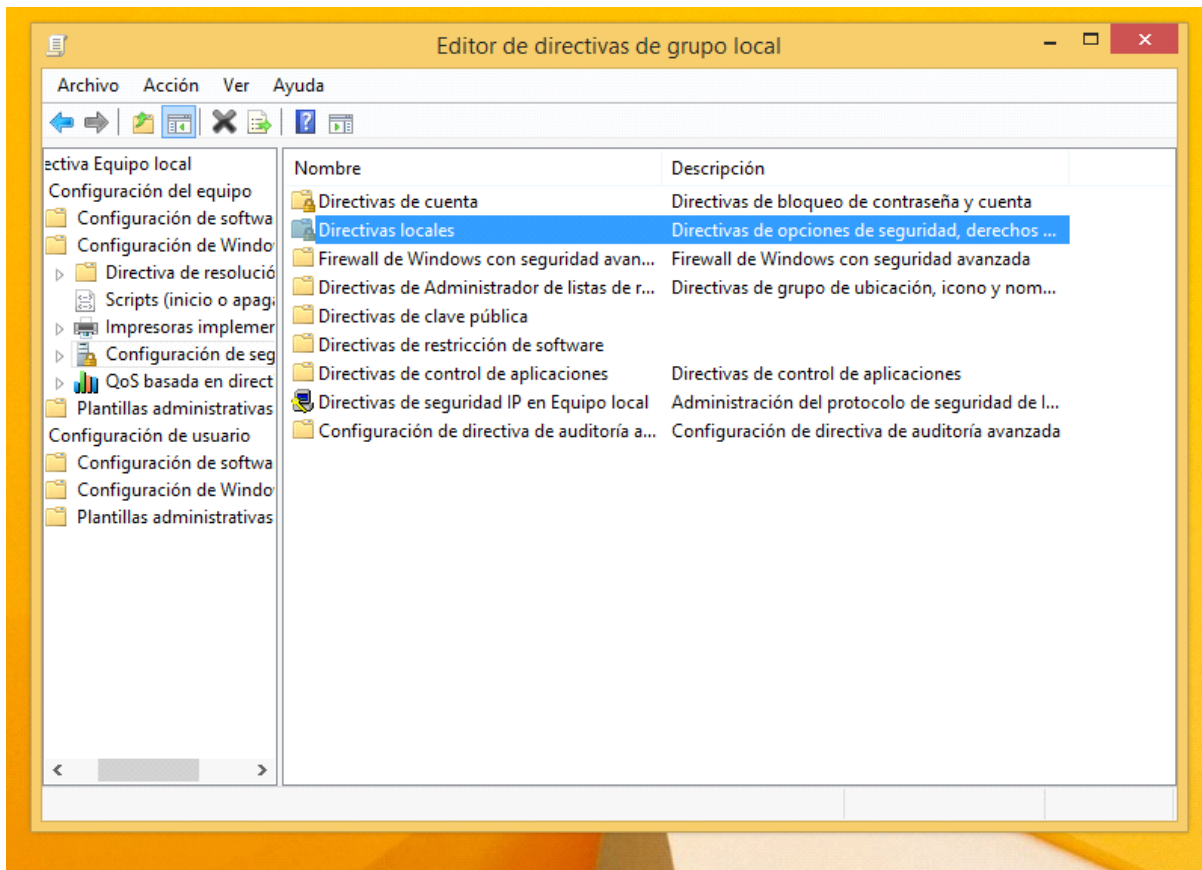 Editor de directivas de grupo local
Archivo Acción Ver Ayuda
ectiva Equipo local
Configuración del equipo
Configuración de softwa
Configuración de Windo
Directiva de resolució
Scripts (inicio o apaga
Impresoras implemen
Configuración de seg
QoS basada en direct
Plantillas administrativas
Configuración de usuario
Configuración de softwa
Configuración de Windo
Plantillas administrativas
Nombre Descripción
Directivas de cuenta Directivas de bloqueo de contraseña y cuenta
Directivas locales Directivas de opciones de seguridad, derechos ...
Firewall de Windows con seguridad avan... Firewall de Windows con seguridad avanzada
Directivas de Administrador de listas de r... Directivas de grupo de ubicación, icono y nom...
Directivas de clave pública
Directivas de restricción de software
Directivas de control de aplicaciones Directivas de control de aplicaciones
Directivas de seguridad IP en Equipo local Administración del protocolo de seguridad de I...
Configuración de directiva de auditoría a... Configuración de directiva de auditoría avanzada